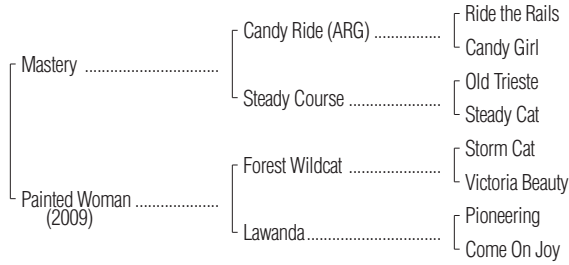 Ride the Rails
Candy Ride (ARG) ................
Candy Girl
Mastery ................................
Old Trieste
Steady Course ......................
Steady Cat
Storm Cat
Forest Wildcat ......................
Victoria Beauty
Painted Woman ....................
(2009)
Pioneering
Lawanda................................
Come On Joy